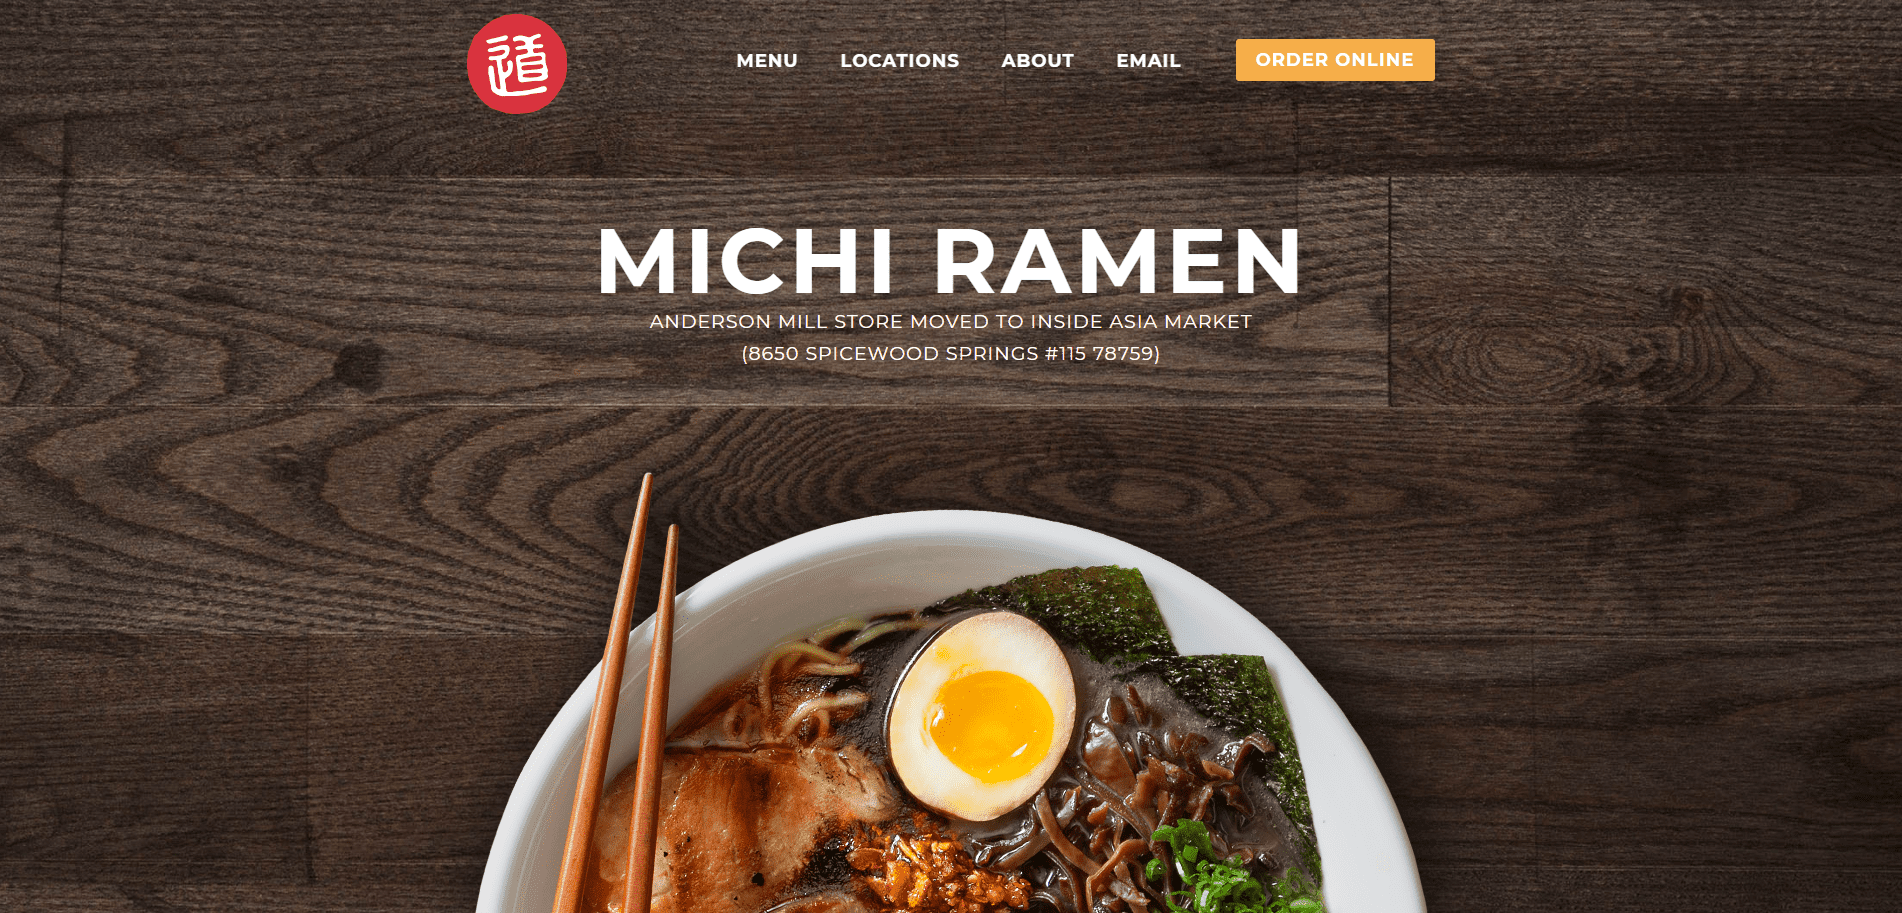 道
MENU
LOCATIONS
ABOUT
EMAIL
ORDER ONLINE
MICHI RAMEN
ANDERSON MILL STORE MOVED TO INSIDE ASIA MARKET
(8650 SPICEWOOD SPRINGS #115 78759)